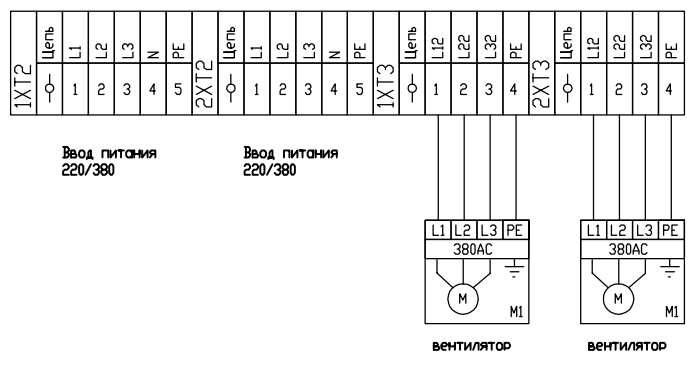 1XT2 Цепь L1 L2 L3 N PE 2XT2 Цепь L1 L2 L3 N PE 1XT3 Цепь L12 L22 L32 PE 2XT3 Цепь L12 L22 L32 PE
1 2 3 4 5 1 2 3 4 5 1 2 3 4 1 2 3 4
Ввод питания
220/380
Ввод питания
220/380
L1 L2 L3 PE
380AC
M
M1
вентилятор
L1 L2 L3 PE
380AC
M
M1
вентилятор